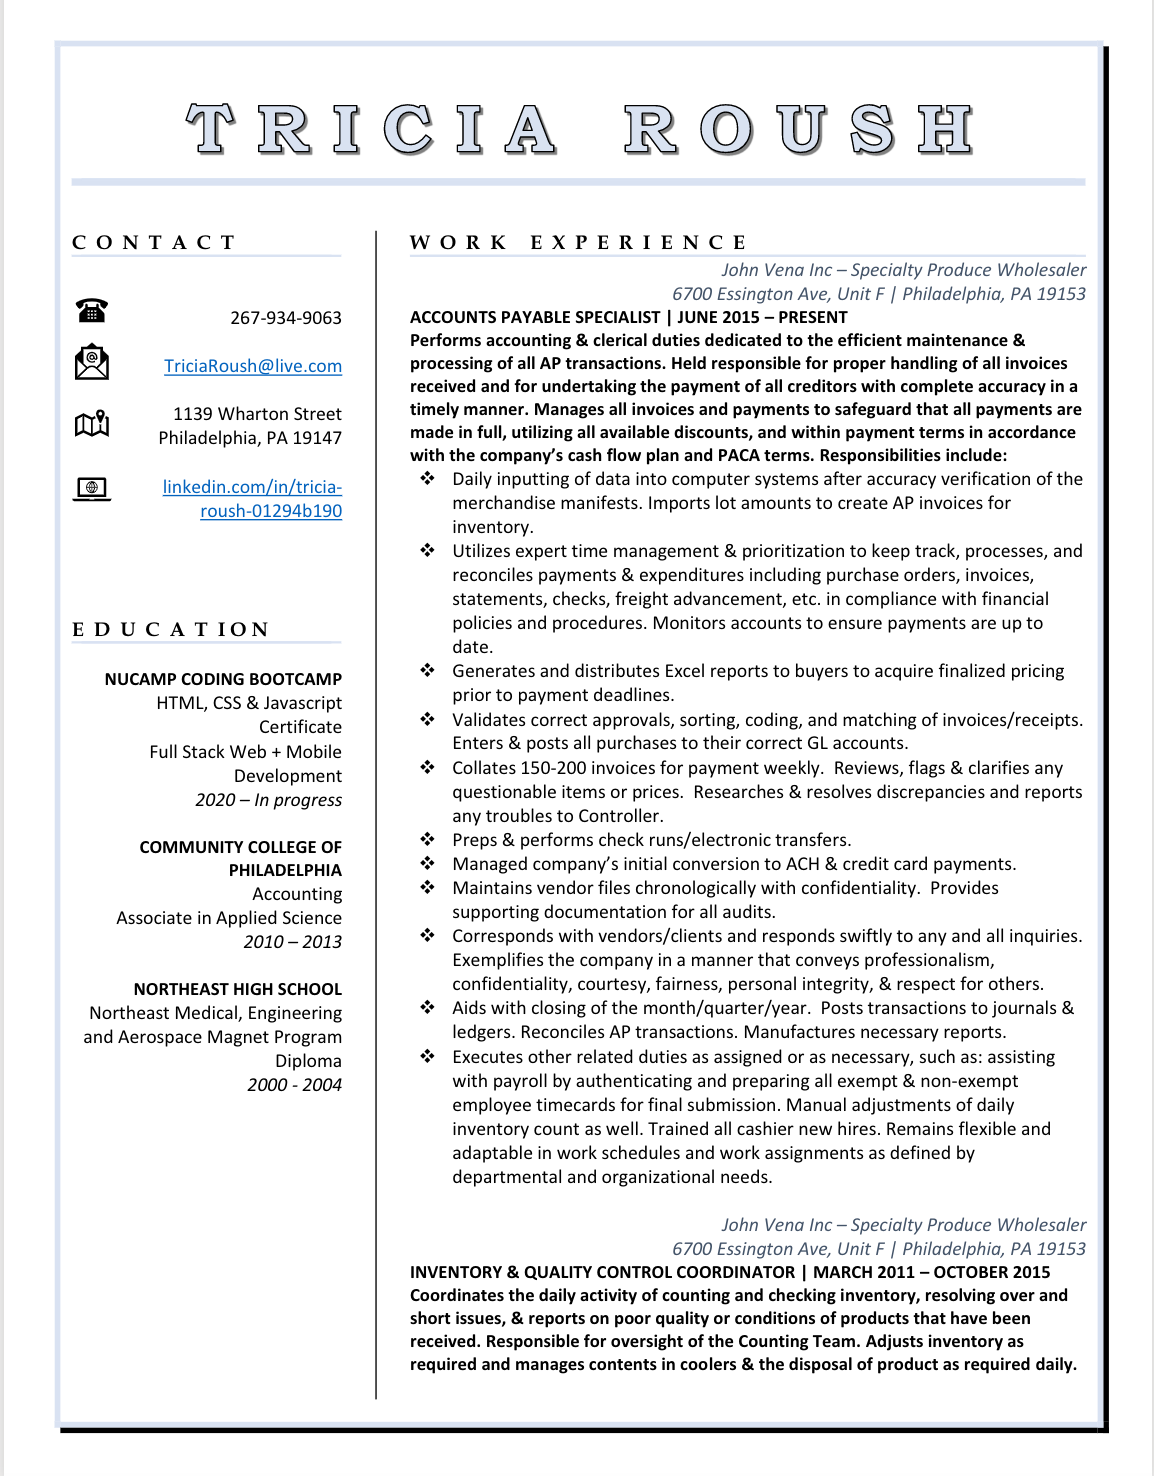 TRICIA ROUSH
CONTACT
267-934-9063
TriciaRoush@live.com
1139 Wharton Street
Philadelphia, PA 19147
linkedin.com/in/tricia-
roush-01294b190
EDUCATION
NUCAMP CODING BOOTCAMP
HTML, CSS & Javascript
Certificate
Full Stack Web + Mobile
Development
2020 – In progress
COMMUNITY COLLEGE OF
PHILADELPHIA
Accounting
Associate in Applied Science
2010 – 2013
NORTHEAST HIGH SCHOOL
Northeast Medical, Engineering
and Aerospace Magnet Program
Diploma
2000 - 2004
WORK EXPERIENCE
John Vena Inc – Specialty Produce Wholesaler
6700 Essington Ave, Unit F | Philadelphia, PA 19153
ACCOUNTS PAYABLE SPECIALIST | JUNE 2015 – PRESENT
Performs accounting & clerical duties dedicated to the efficient maintenance &
processing of all AP transactions. Held responsible for proper handling of all invoices
received and for undertaking the payment of all creditors with complete accuracy in a
timely manner. Manages all invoices and payments to safeguard that all payments are
made in full, utilizing all available discounts, and within payment terms in accordance
with the company's cash flow plan and PACA terms. Responsibilities include:
❖ Daily inputting of data into computer systems after accuracy verification of the
merchandise manifests. Imports lot amounts to create AP invoices for
inventory.
❖ Utilizes expert time management & prioritization to keep track, processes, and
reconciles payments & expenditures including purchase orders, invoices,
statements, checks, freight advancement, etc. in compliance with financial
policies and procedures. Monitors accounts to ensure payments are up to
date.
❖ Generates and distributes Excel reports to buyers to acquire finalized pricing
prior to payment deadlines.
❖ Validates correct approvals, sorting, coding, and matching of invoices/receipts.
Enters & posts all purchases to their correct GL accounts.
❖ Collates 150-200 invoices for payment weekly.  Reviews, flags & clarifies any
questionable items or prices.  Researches & resolves discrepancies and reports
any troubles to Controller.
❖ Preps & performs check runs/electronic transfers.
❖ Managed company's initial conversion to ACH & credit card payments.
❖ Maintains vendor files chronologically with confidentiality.  Provides
supporting documentation for all audits.
❖ Corresponds with vendors/clients and responds swiftly to any and all inquiries.
Exemplifies the company in a manner that conveys professionalism,
confidentiality, courtesy, fairness, personal integrity, & respect for others.
❖ Aids with closing of the month/quarter/year.  Posts transactions to journals &
ledgers. Reconciles AP transactions. Manufactures necessary reports.
❖ Executes other related duties as assigned or as necessary, such as: assisting
with payroll by authenticating and preparing all exempt & non-exempt
employee timecards for final submission. Manual adjustments of daily
inventory count as well. Trained all cashier new hires. Remains flexible and
adaptable in work schedules and work assignments as defined by
departmental and organizational needs.
John Vena Inc – Specialty Produce Wholesaler
6700 Essington Ave, Unit F | Philadelphia, PA 19153
INVENTORY & QUALITY CONTROL COORDINATOR | MARCH 2011 – OCTOBER 2015
Coordinates the daily activity of counting and checking inventory, resolving over and
short issues, & reports on poor quality or conditions of products that have been
received. Responsible for oversight of the Counting Team. Adjusts inventory as
required and manages contents in coolers & the disposal of product as required daily.